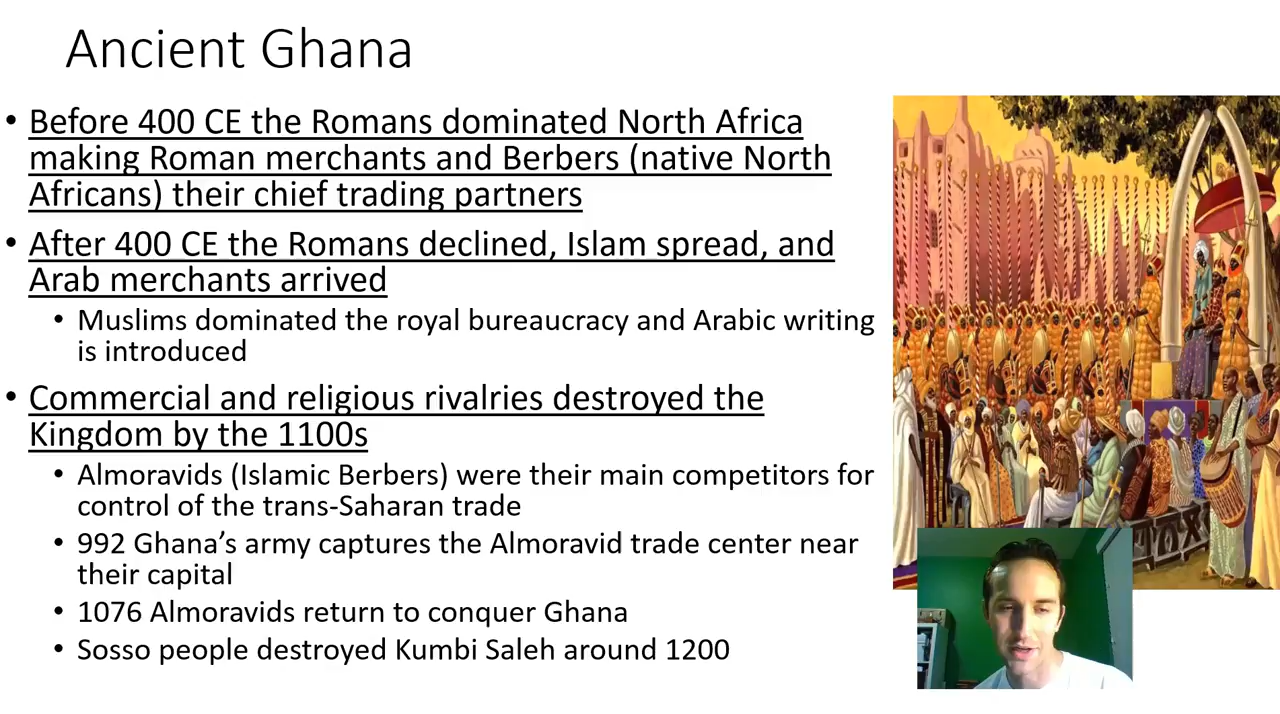 Ancient Ghana
• Before 400 CE the Romans dominated North Africa
making Roman merchants and Berbers (native North
Africans) their chief trading partners
• After 400 CE the Romans declined, Islam spread, and
Arab merchants arrived
• Muslims dominated the royal bureaucracy and Arabic writing
is introduced
• Commercial and religious rivalries destroyed the
Kingdom by the 1100s
• Almoravids (Islamic Berbers) were their main competitors for
control of the trans-Saharan trade
• 992 Ghana’s army captures the Almoravid trade center near
their capital
• 1076 Almoravids return to conquer Ghana
• Sosso people destroyed Kumbi Saleh around 1200